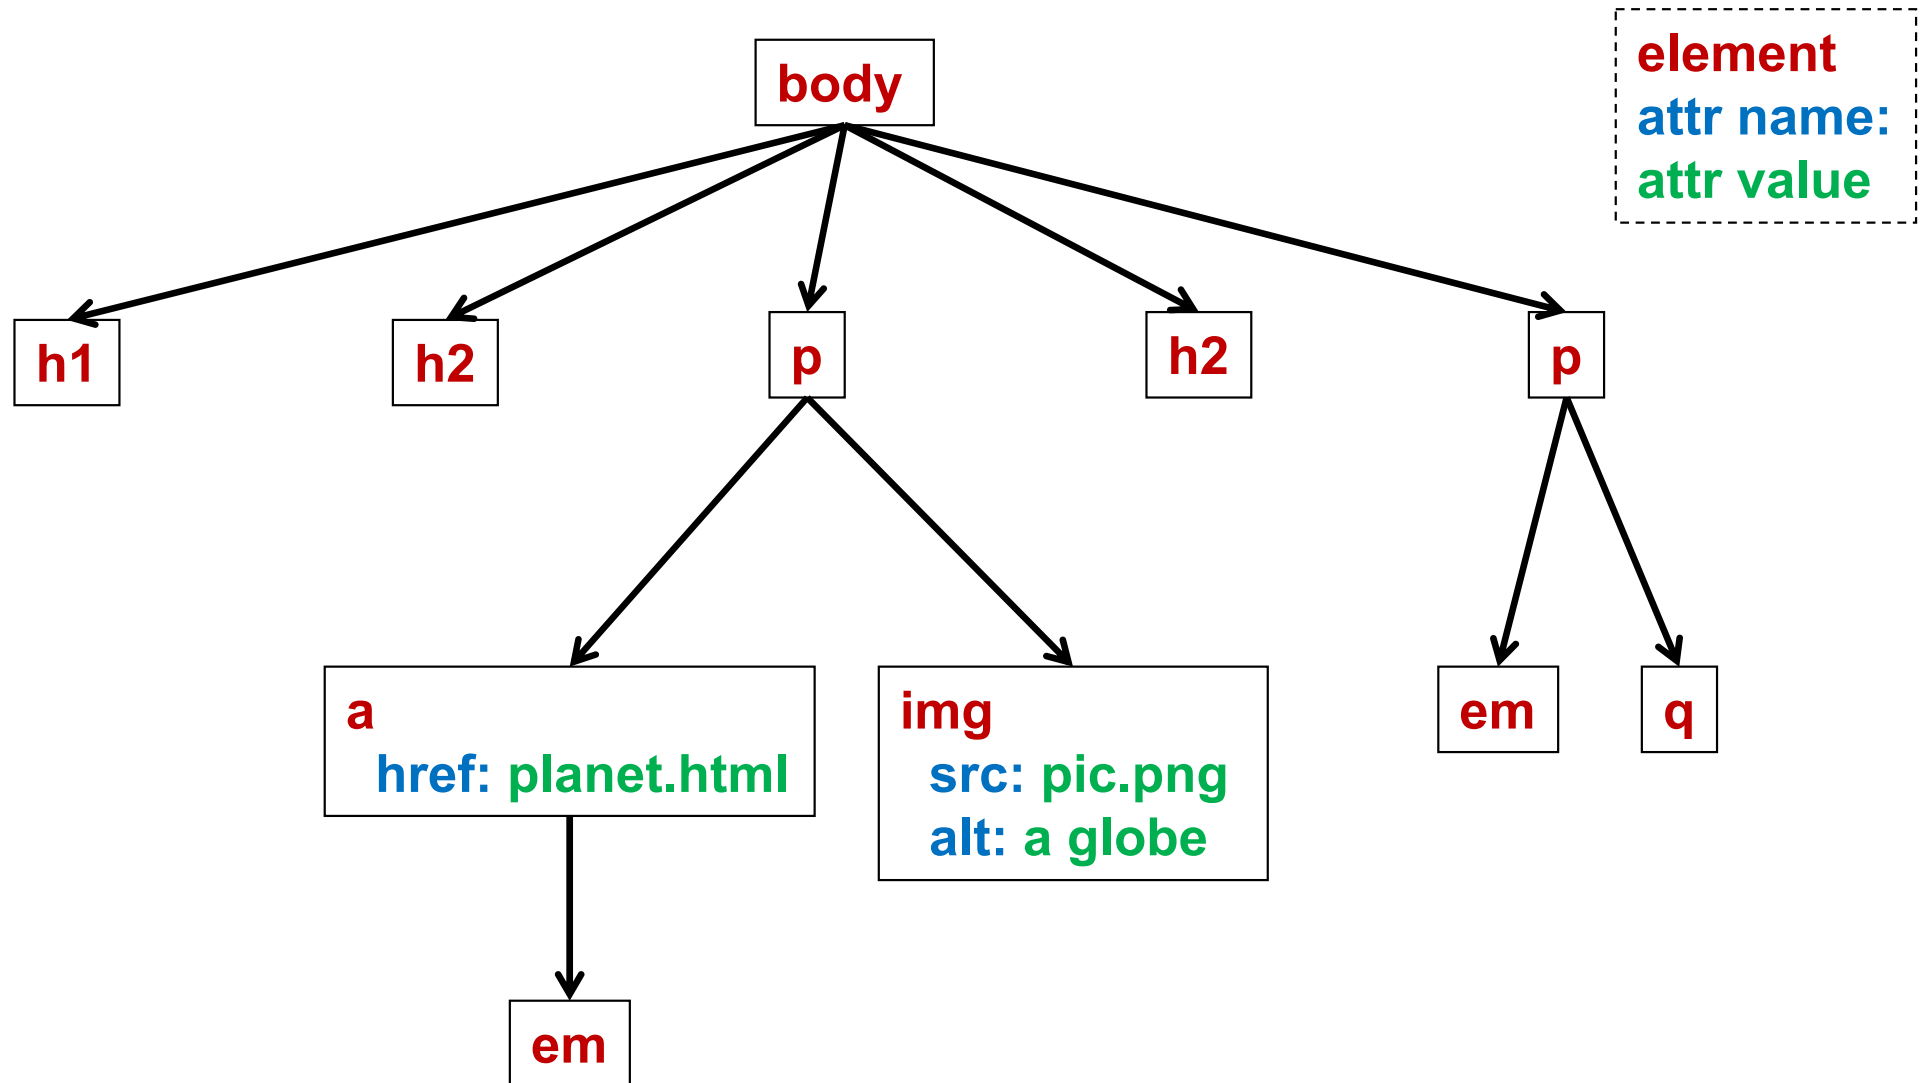 body
element
attr name:
attr value
h1
h2
p
h2
p
a
href: planet.html
img
src: pic.png
alt: a globe
em
q
em